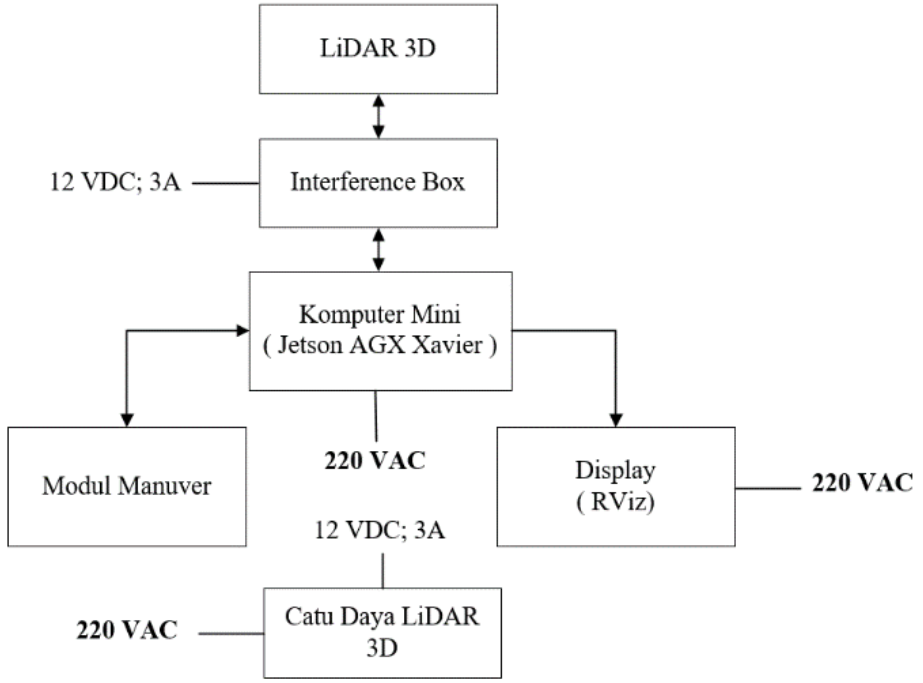 LiDAR 3D
12 VDC; 3A
Interference Box
Komputer Mini
( Jetson AGX Xavier )
220 VAC
Modul Manuver
Display
( RViz)
220 VAC
12 VDC; 3A
220 VAC
Catu Daya LiDAR
3D